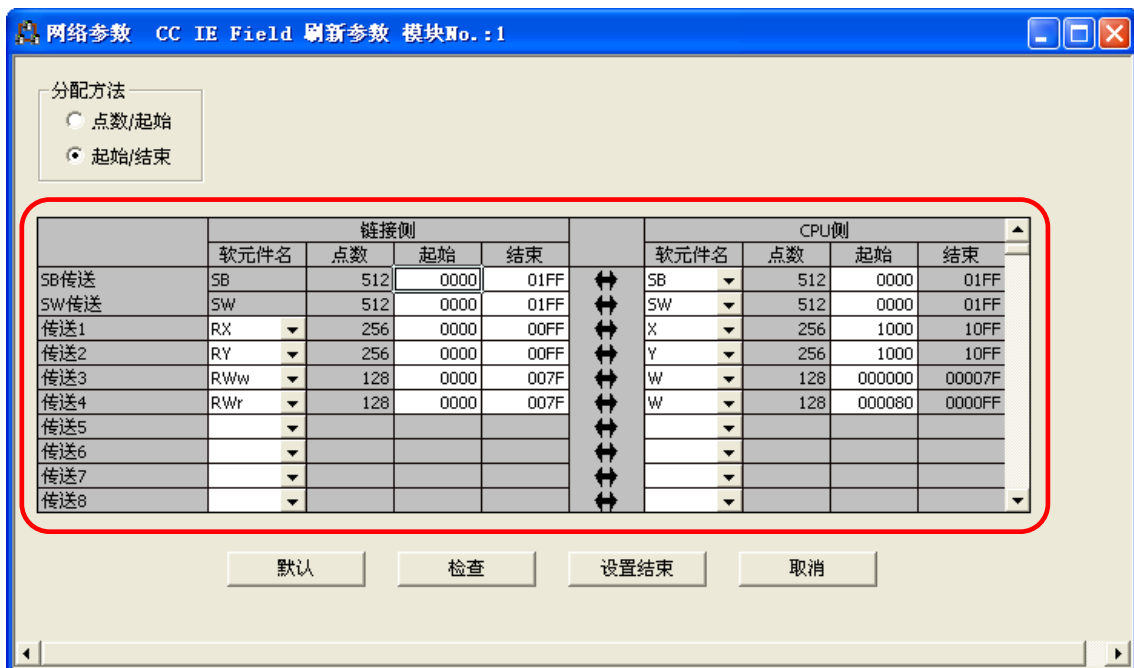 网络参数 CC IE Field 刷新参数 模块No.:1
分配方法
点数/起始
起始/结束
链接侧 CPU侧
软元件名 点数 起始 结束 软元件名 点数 起始 结束
SB传送 SB 512 0000 01FF SB 512 0000 01FF
SW传送 SW 512 0000 01FF SW 512 0000 01FF
传送1 RX 256 0000 00FF X 256 1000 10FF
传送2 RY 256 0000 00FF Y 256 1000 10FF
传送3 RWw 128 0000 007F W 128 000000 00007F
传送4 RWr 128 0000 007F W 128 000080 0000FF
传送5
传送6
传送7
传送8
默认 检查 设置结束 取消